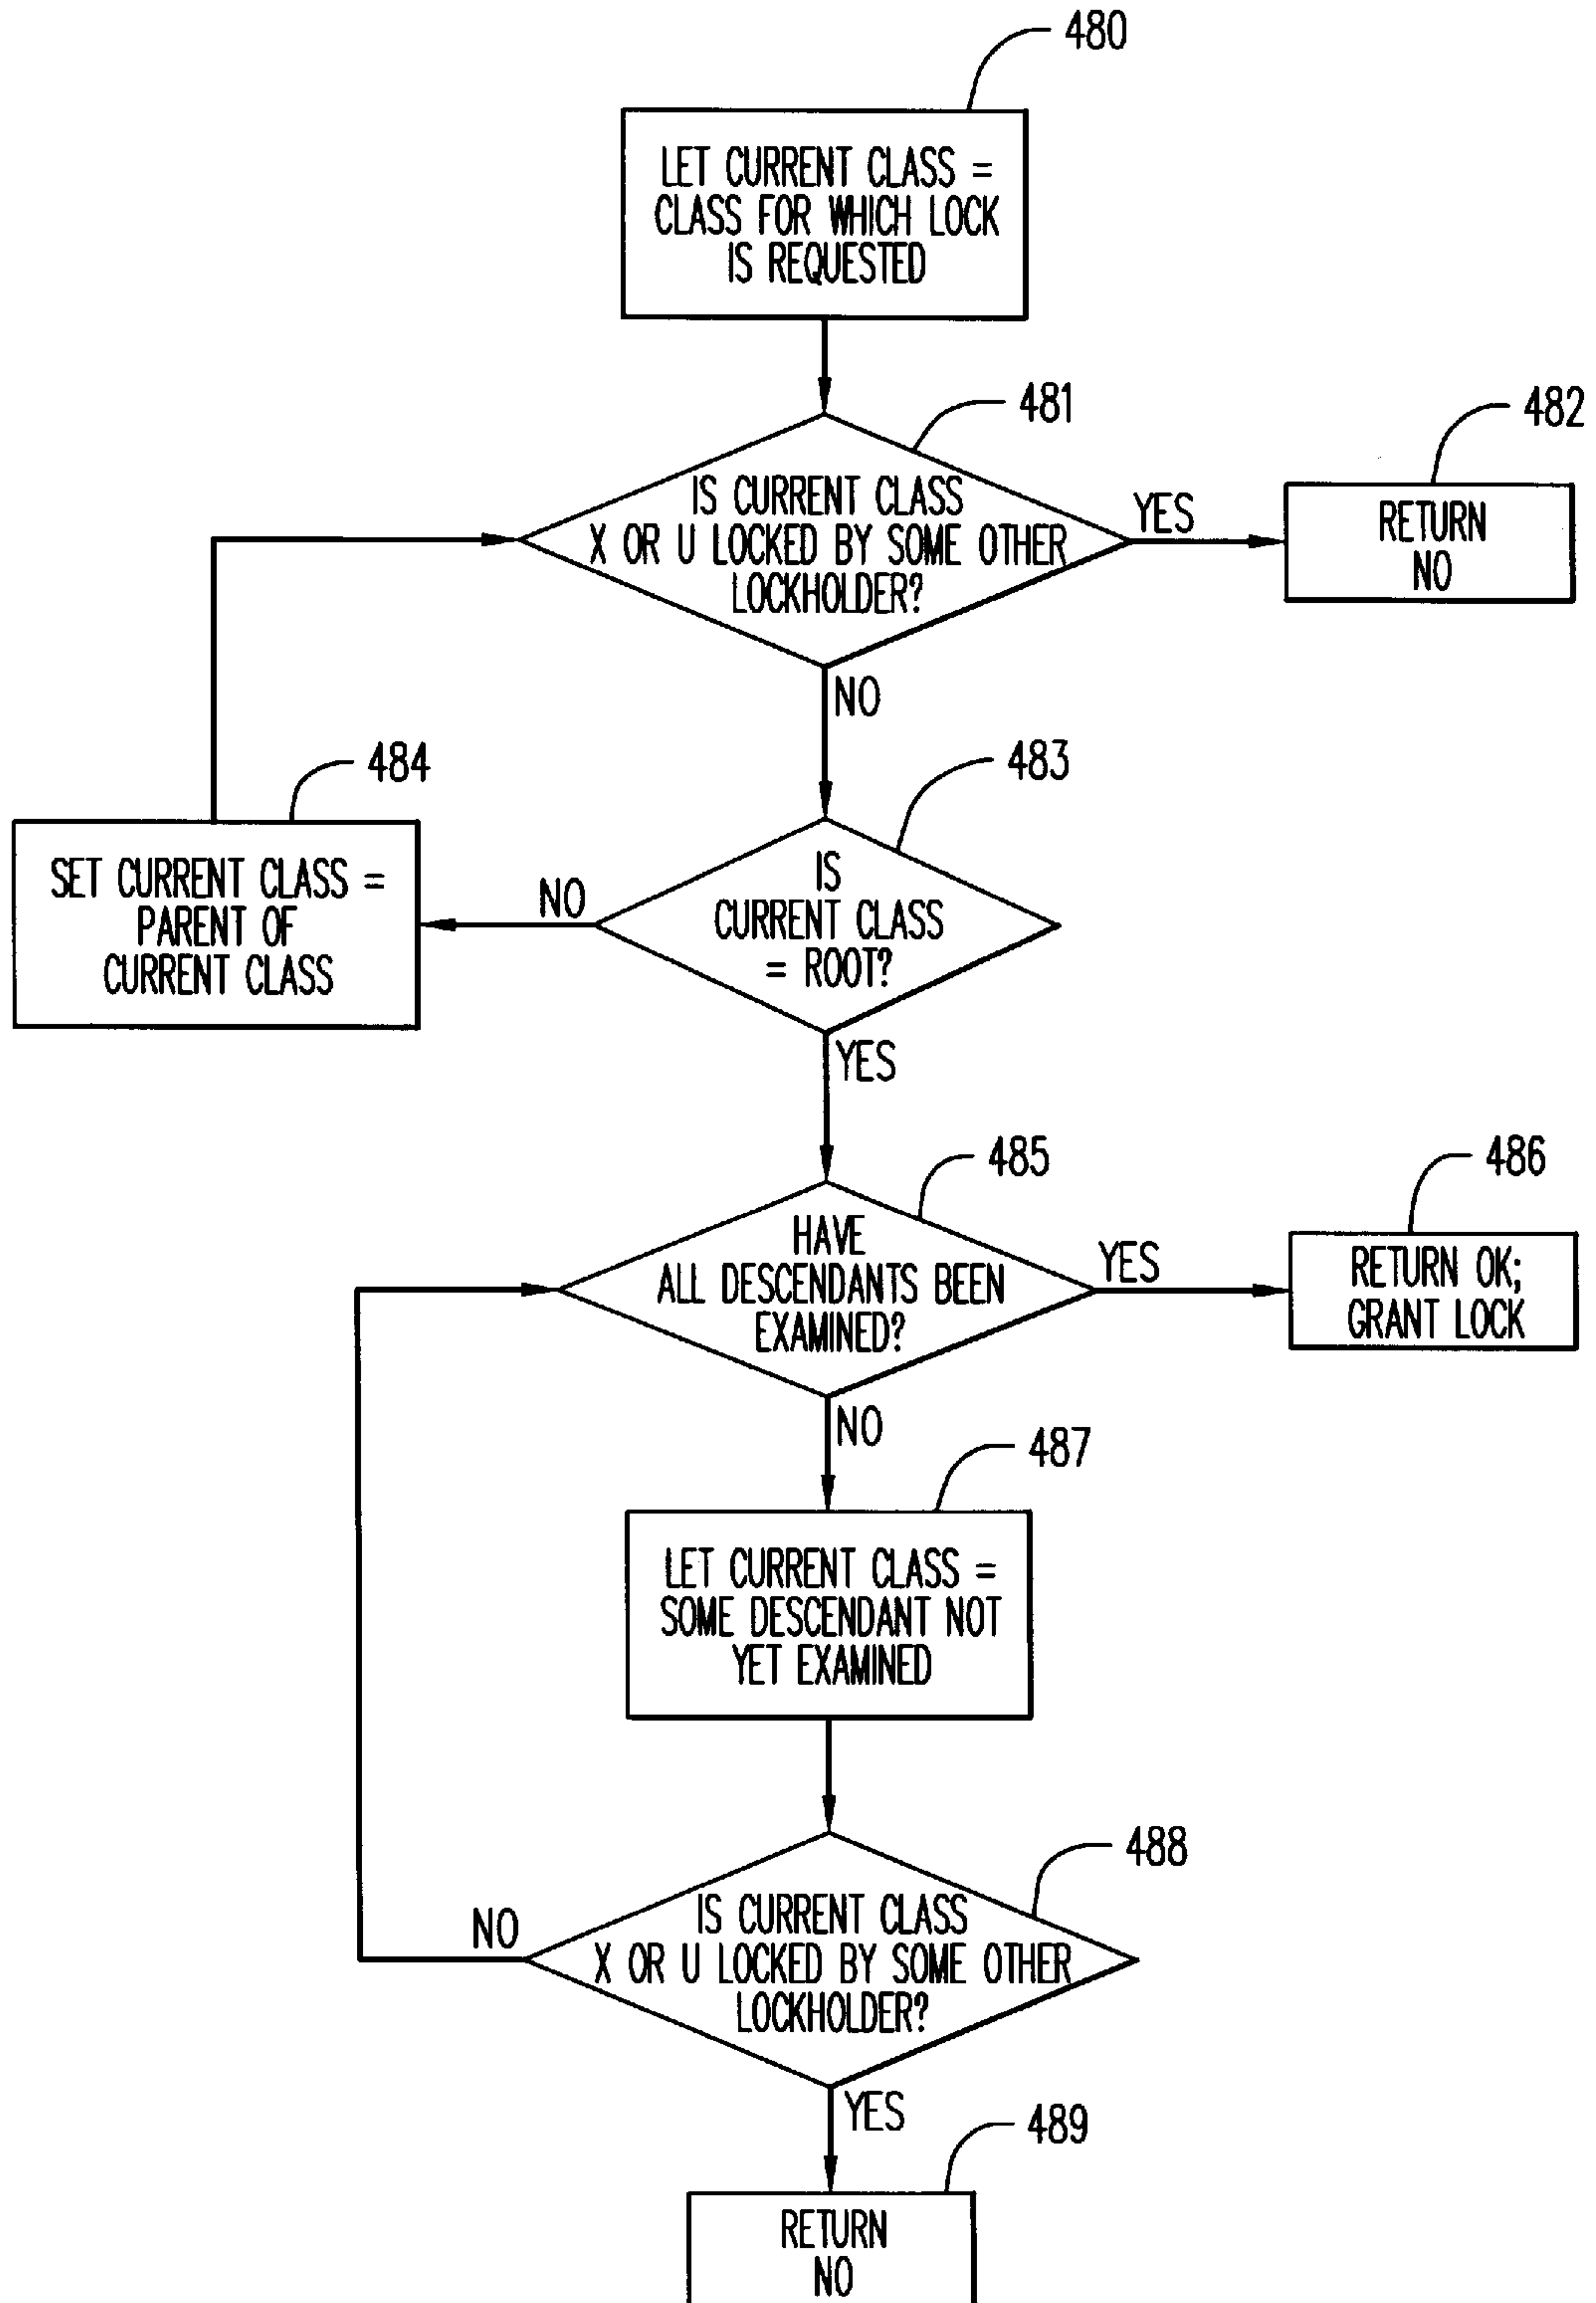 480
LET CURRENT CLASS =
CLASS FOR WHICH LOCK
IS REQUESTED
481
IS CURRENT CLASS
X OR U LOCKED BY SOME OTHER
LOCKHOLDER?
YES
482
RETURN
NO
NO
483
IS
CURRENT CLASS
= ROOT?
NO
484
SET CURRENT CLASS =
PARENT OF
CURRENT CLASS
YES
485
HAVE
ALL DESCENDANTS BEEN
EXAMINED?
YES
486
RETURN OK;
GRANT LOCK
NO
487
LET CURRENT CLASS =
SOME DESCENDANT NOT
YET EXAMINED
488
IS CURRENT CLASS
X OR U LOCKED BY SOME OTHER
LOCKHOLDER?
NO
YES
489
RETURN
NO